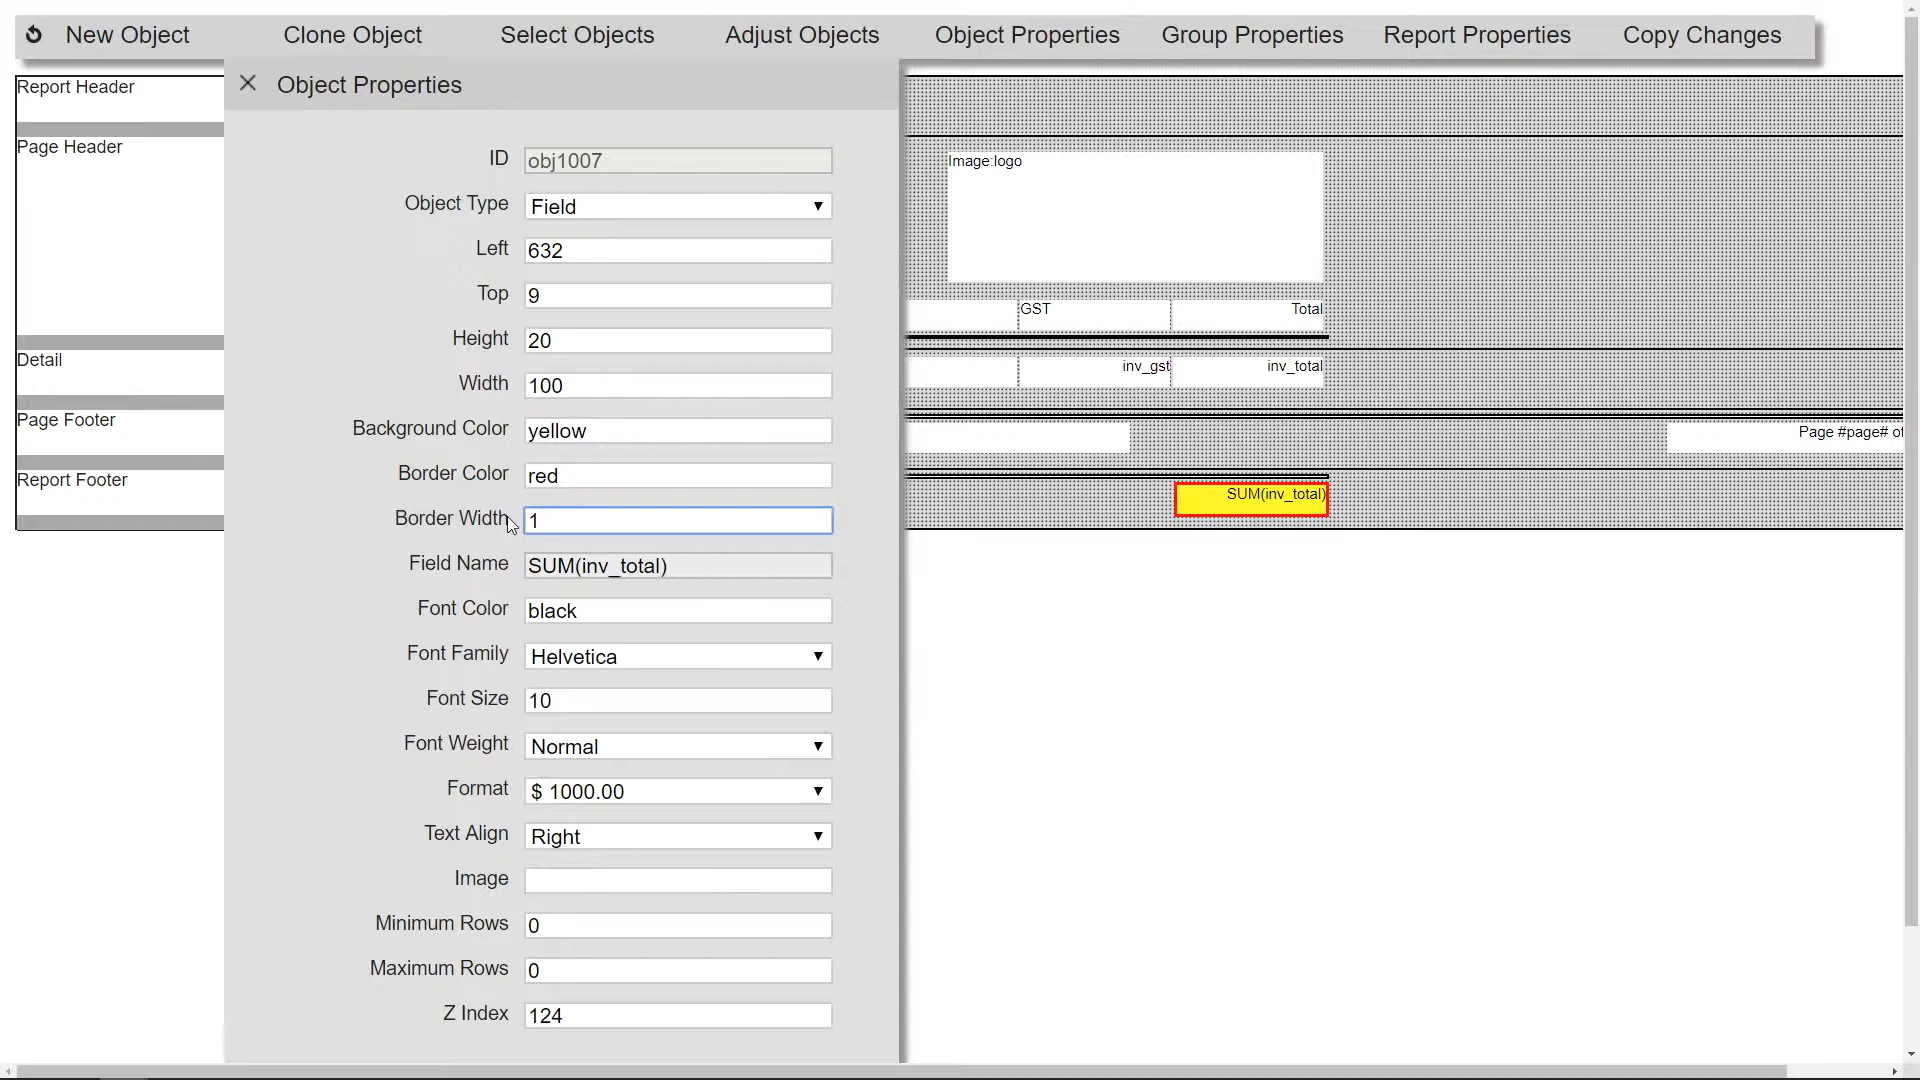 New Object Clone Object Select Objects Adjust Objects Object Properties Group Properties Report Properties Copy Changes
Object Properties
Report Header
Page Header
Detail
Page Footer
Report Footer
ID obj1007
Object Type Field
Left 632
Top 9
Height 20
Width 100
Background Color yellow
Border Color red
Border Width 1
Field Name SUM(inv_total)
Font Color black
Font Family Helvetica
Font Size 10
Font Weight Normal
Format $ 1000.00
Text Align Right
Image
Minimum Rows 0
Maximum Rows 0
Z Index 124
Image:logo
GST Total
inv_gst inv_total
Page #page# of
SUM(inv_total)